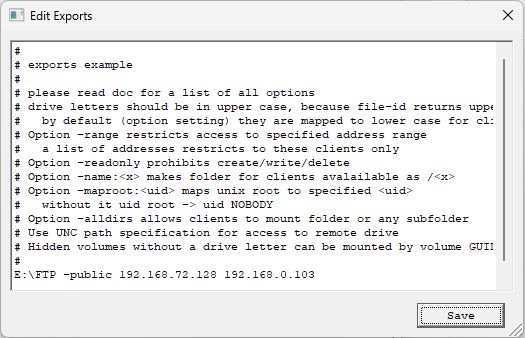 Edit Exports
#
# exports example
#
# please read doc for a list of all options
# drive letters should be in upper case, because file-id returns uppe
#   by default (option setting) they are mapped to lower case for cli
# Option -range restricts access to specified address range
#   a list of addresses restricts to these clients only
# Option -readonly prohibits create/write/delete
# Option -name:<x> makes folder for clients avalailable as /<x>
# Option -maproot:<uid> maps unix root to specified <uid>
#   without it uid root -> uid NOBODY
# Option -alldirs allows clients to mount folder or any subfolder
# Use UNC path specification for access to remote drive
# Hidden volumes without a drive letter can be mounted by volume GUI
#
E:\FTP -public 192.168.72.128 192.168.0.103
Save